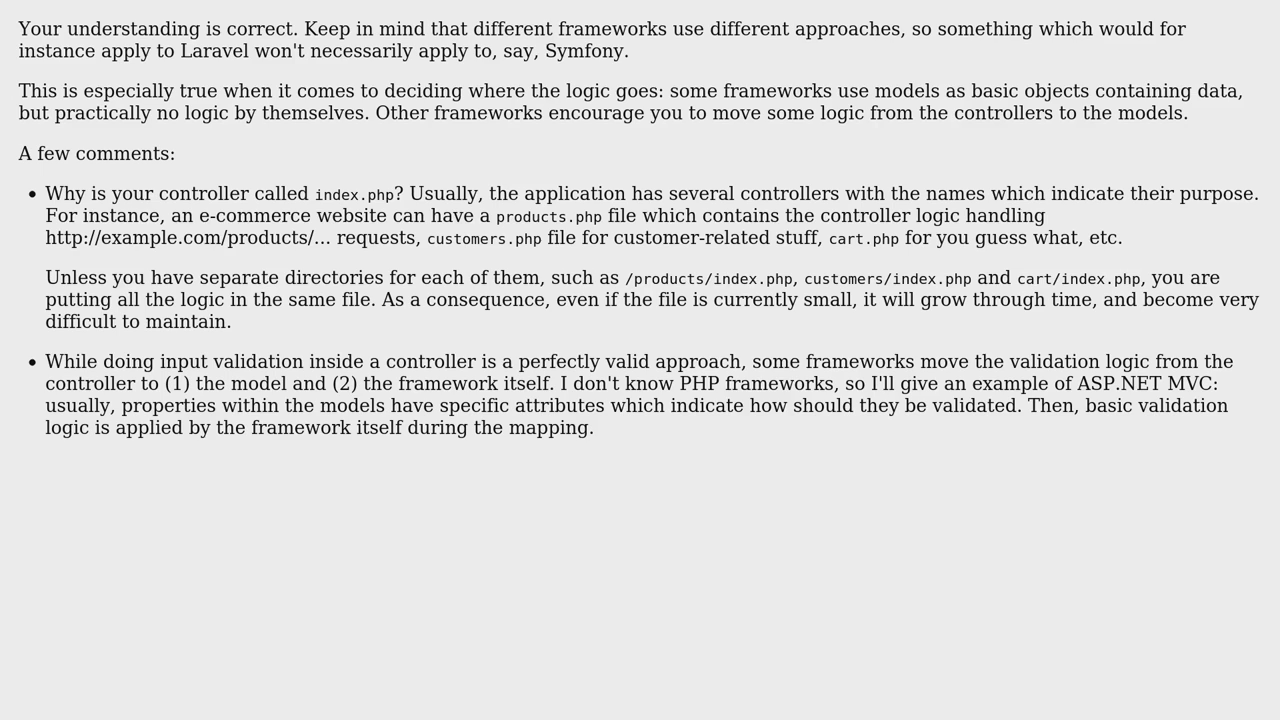 Your understanding is correct. Keep in mind that different frameworks use different approaches, so something which would for
instance apply to Laravel won't necessarily apply to, say, Symfony.
This is especially true when it comes to deciding where the logic goes: some frameworks use models as basic objects containing data,
but practically no logic by themselves. Other frameworks encourage you to move some logic from the controllers to the models.
A few comments:
• Why is your controller called index.php? Usually, the application has several controllers with the names which indicate their purpose.
For instance, an e-commerce website can have a products.php file which contains the controller logic handling
http://example.com/products/... requests, customers.php file for customer-related stuff, cart.php for you guess what, etc.
Unless you have separate directories for each of them, such as /products/index.php, customers/index.php and cart/index.php, you are
putting all the logic in the same file. As a consequence, even if the file is currently small, it will grow through time, and become very
difficult to maintain.
• While doing input validation inside a controller is a perfectly valid approach, some frameworks move the validation logic from the
controller to (1) the model and (2) the framework itself. I don't know PHP frameworks, so I'll give an example of ASP.NET MVC:
usually, properties within the models have specific attributes which indicate how should they be validated. Then, basic validation
logic is applied by the framework itself during the mapping.